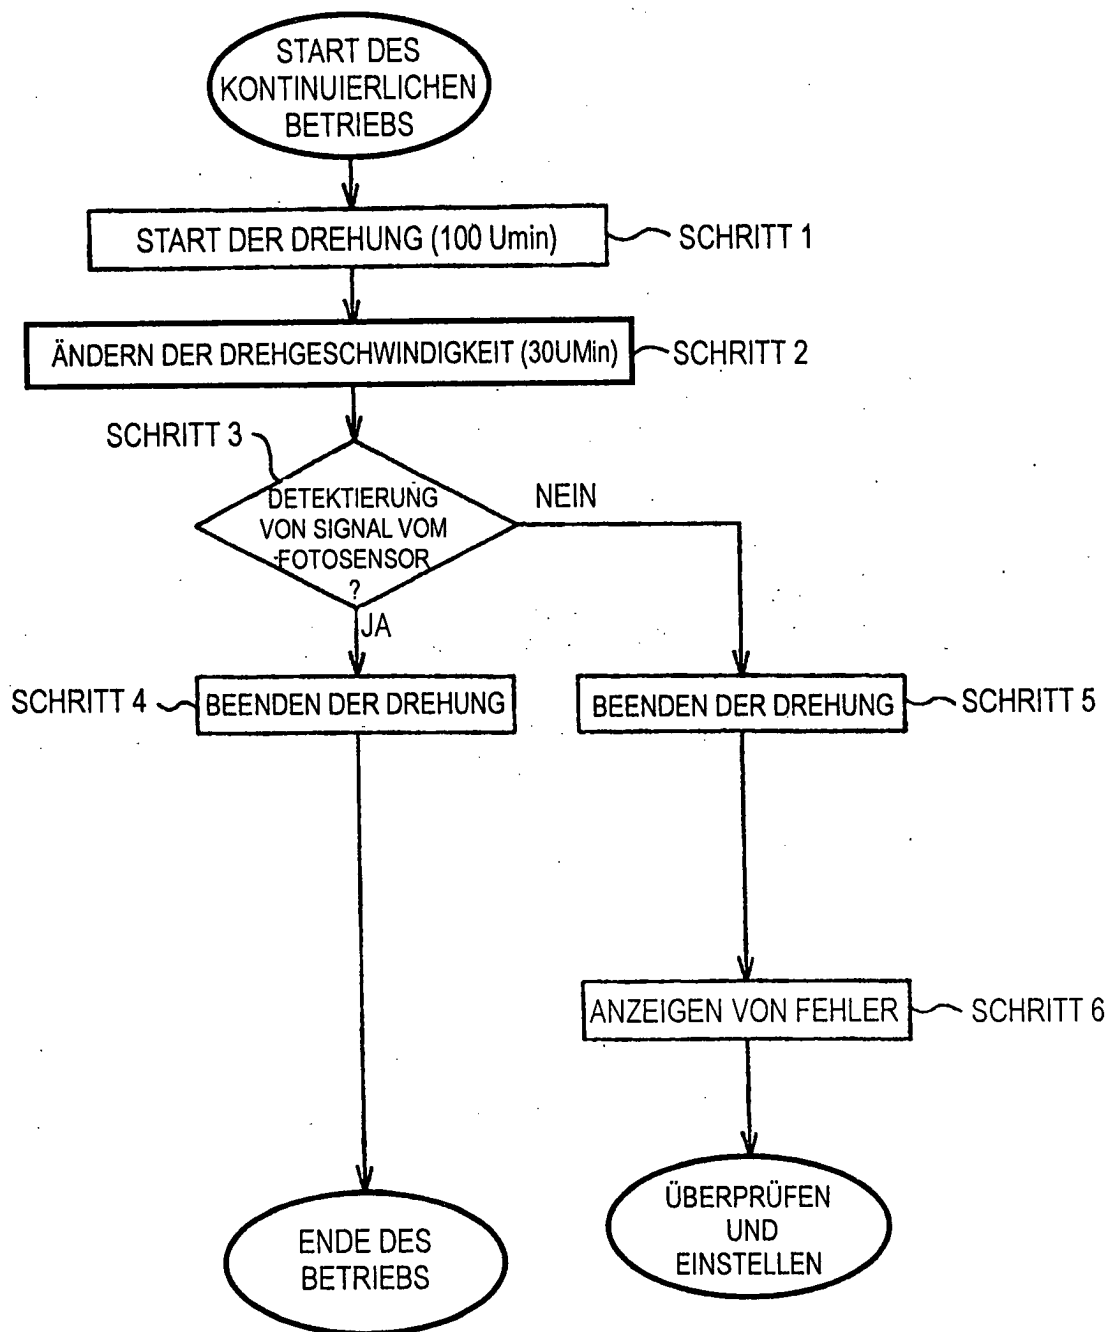 START DES
KONTINUIERLICHEN
BETRIEBS
START DER DREHUNG (100 Umin)
SCHRITT 1
ÄNDERN DER DREHGESCHWINDIGKEIT (30UMin)
SCHRITT 2
SCHRITT 3
DETEKTIERUNG
VON SIGNAL VOM
FOTOSENSOR
?
NEIN
JA
SCHRITT 4
BEENDEN DER DREHUNG
BEENDEN DER DREHUNG
SCHRITT 5
ANZEIGEN VON FEHLER
SCHRITT 6
ÜBERPRÜFEN
UND
EINSTELLEN
ENDE DES
BETRIEBS